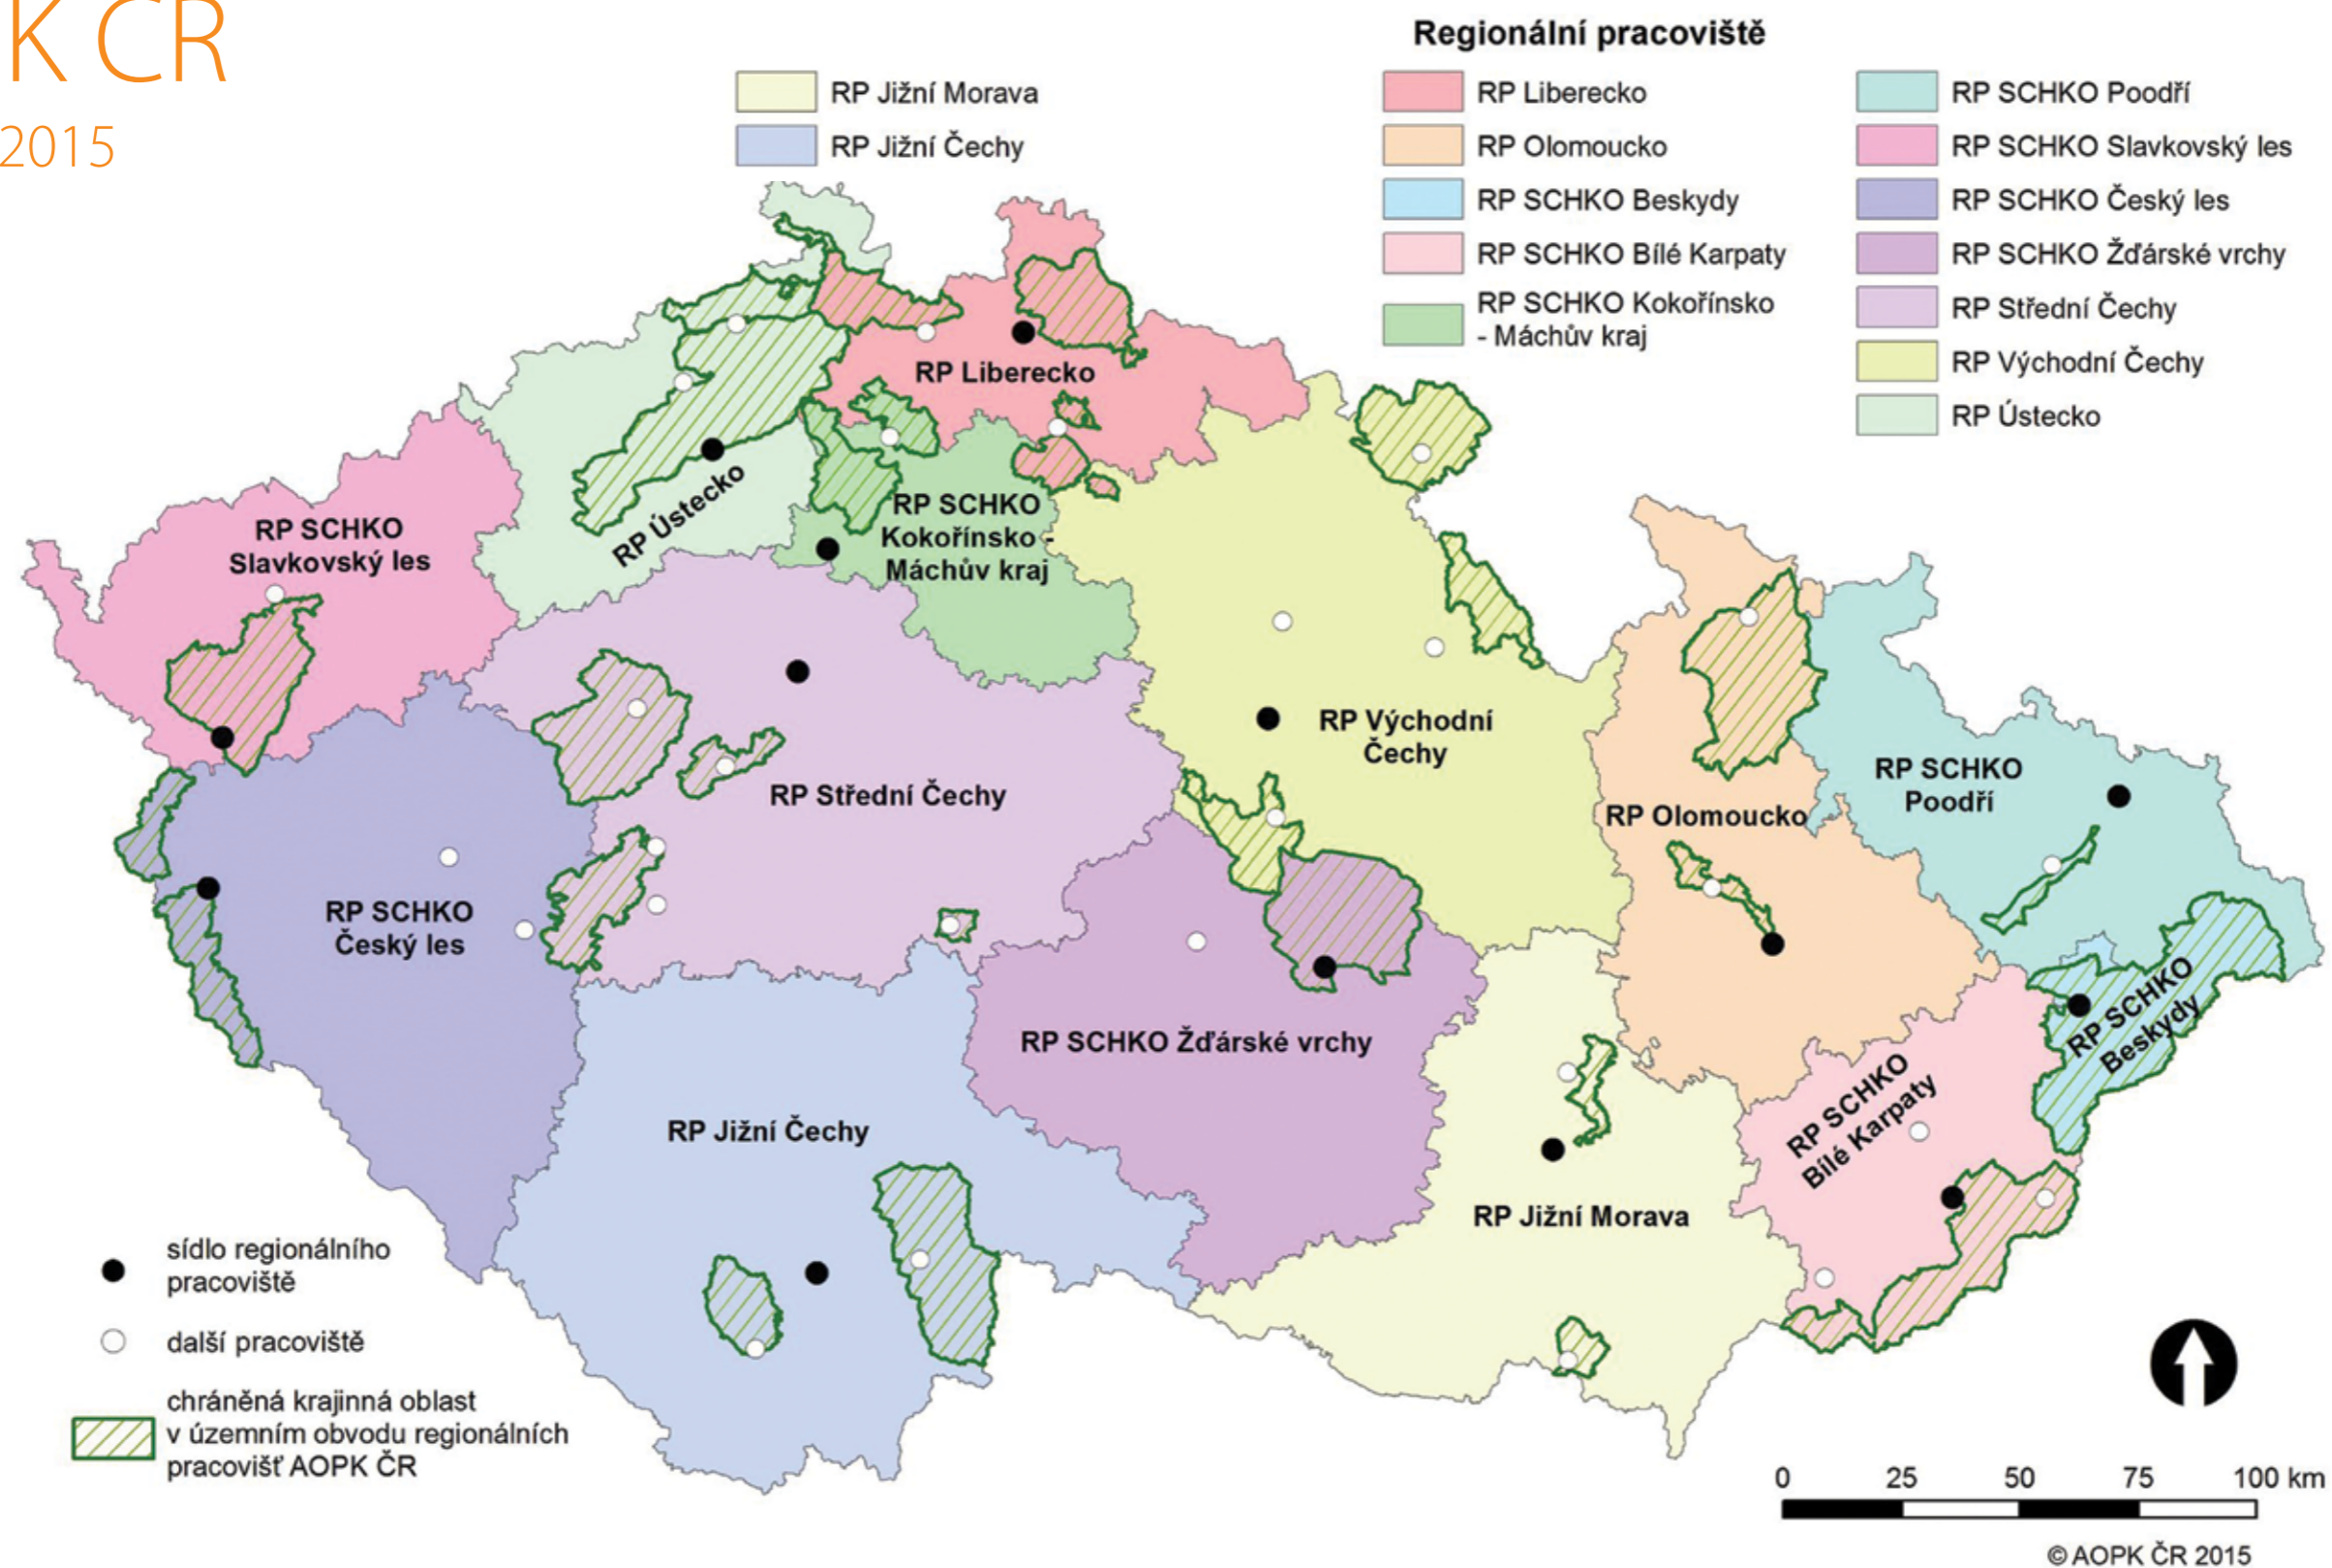 K ČR
2015
Regionální pracoviště
RP Jižní Morava
RP Jižní Čechy
RP Liberecko
RP Olomoucko
RP SCHKO Beskydy
RP SCHKO Bílé Karpaty
RP SCHKO Kokořínsko
- Máchův kraj
RP SCHKO Poodří
RP SCHKO Slavkovský les
RP SCHKO Český les
RP SCHKO Žďárské vrchy
RP Střední Čechy
RP Východní Čechy
RP Ústecko
RP Liberecko
RP Ústecko
RP SCHKO
Kokořínsko -
Máchův kraj
RP SCHKO
Slavkovský les
RP Východní
Čechy
RP Střední Čechy
RP Olomoucko
RP SCHKO
Poodří
RP SCHKO
Český les
RP SCHKO Žďárské vrchy
RP SCHKO
Beskydy
RP SCHKO
Bílé Karpaty
RP Jižní Čechy
RP Jižní Morava
sídlo regionálního
pracoviště
další pracoviště
chráněná krajinná oblast
v územním obvodu regionálních
pracovišť AOPK ČR
0 25 50 75 100 km
© AOPK ČR 2015